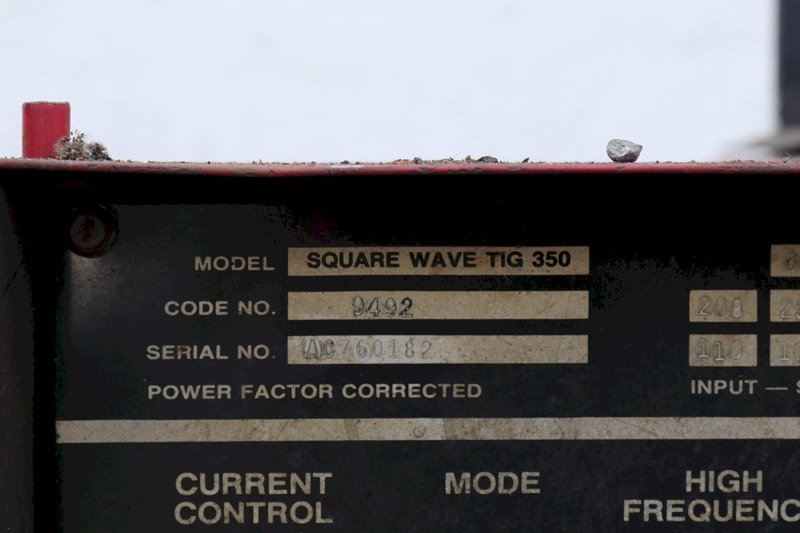 MODEL SQUARE WAVE TIG 350
CODE NO. 9492 208
SERIAL NO. AC760182 110
POWER FACTOR CORRECTED INPUT —
CURRENT CONTROL
MODE
HIGH